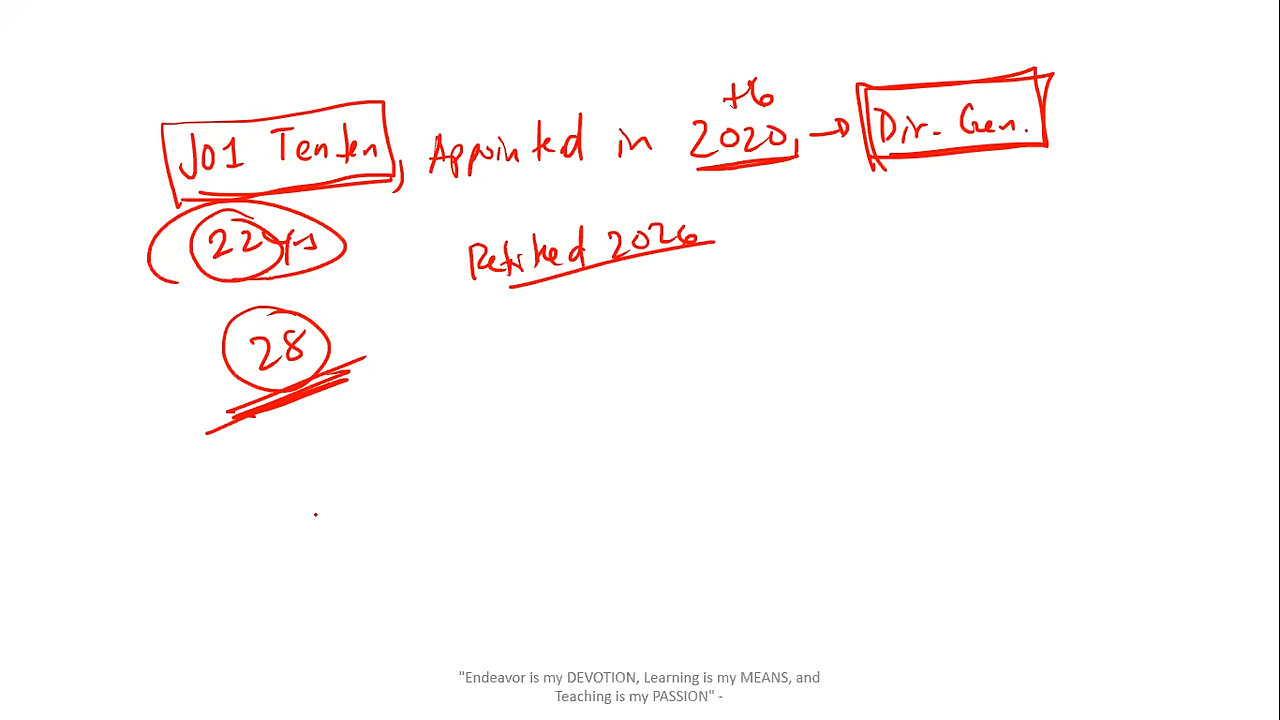 +6
JO1 Tenten, Appointed in 2020, → Dir. Gen.
22 yrs
Retired 2026
28
"Endeavor is my DEVOTION, Learning is my MEANS, and
Teaching is my PASSION" -